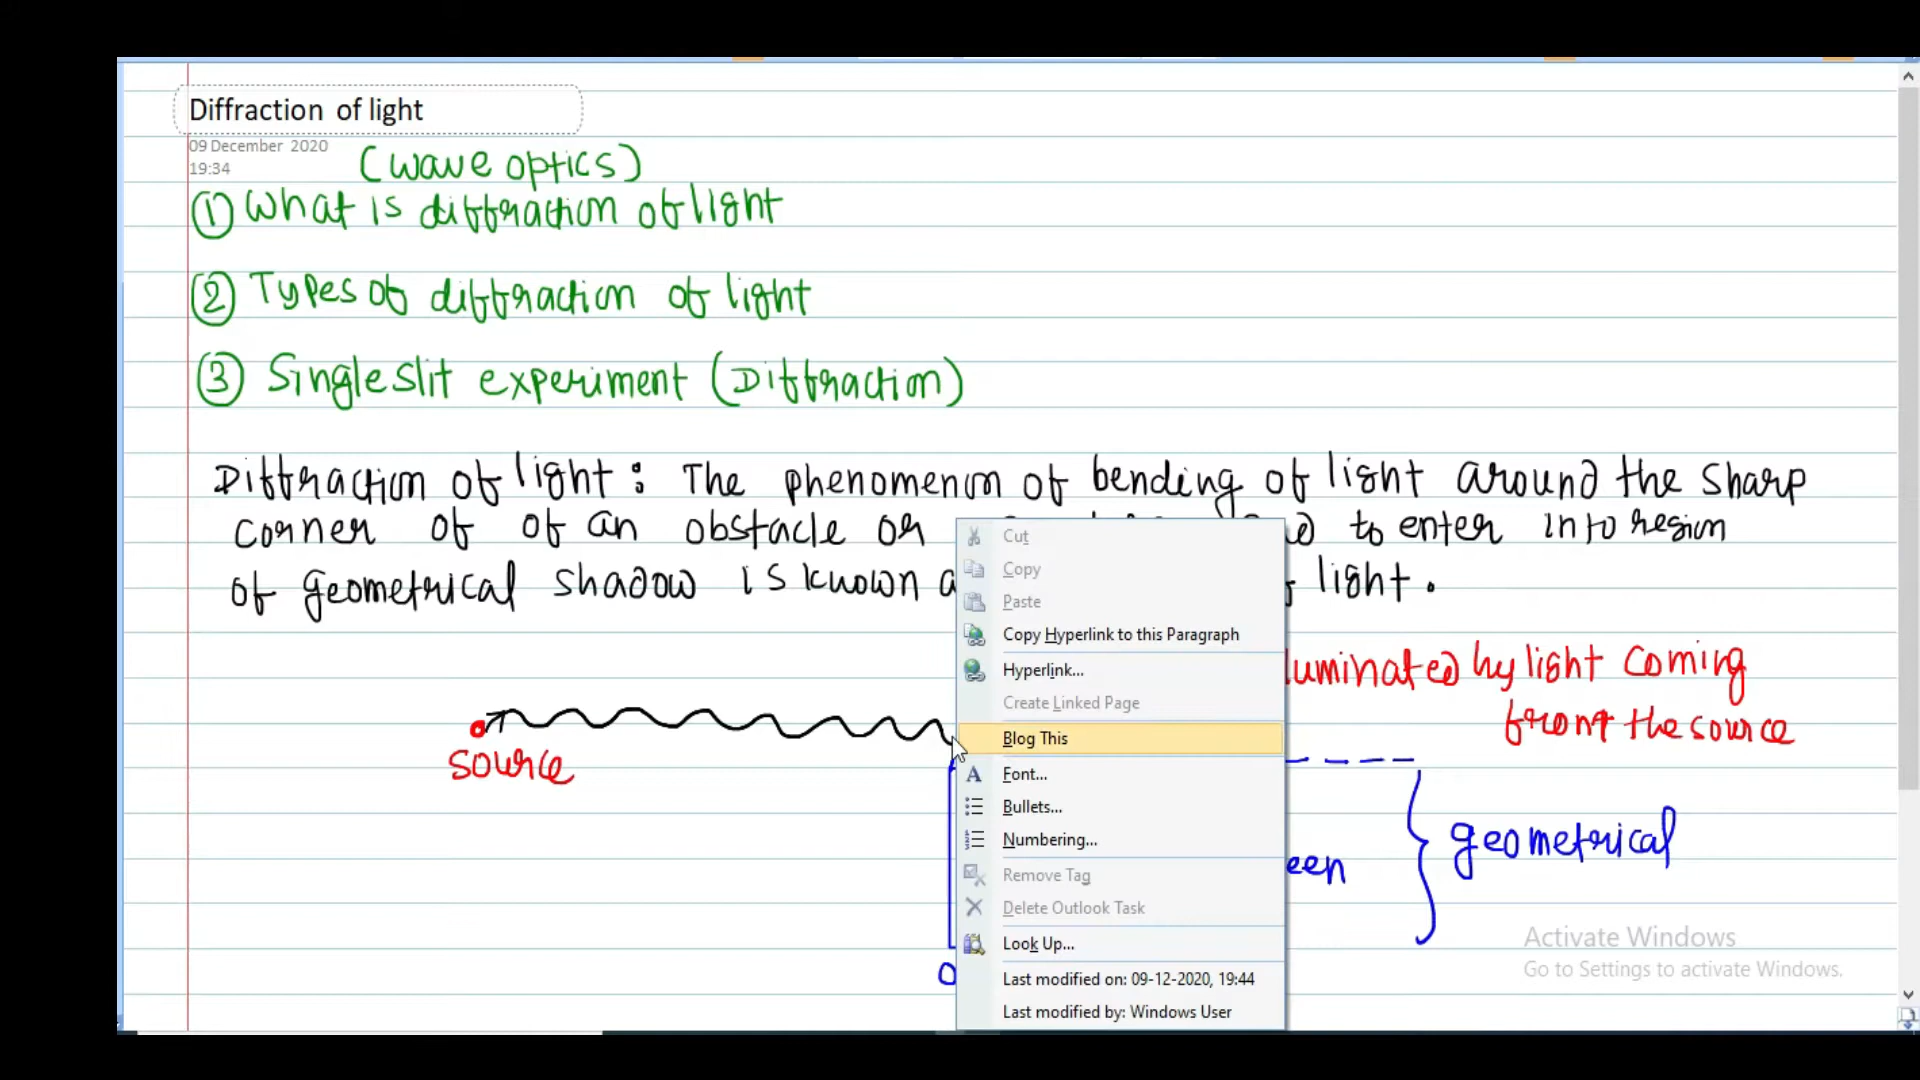 Diffraction of light
09 December 2020
19:34
(wave optics)
① What is diffraction of light
② Types of diffraction of light
③ Single slit experiment (Diffraction)
Diffraction of light : The phenomenon of bending of light around the sharp
corner of of an obstacle or to enter into region
of geometrical shadow is known light.
luminated by light coming
from the source
source
geometrical
een
Cut
Copy
Paste
Copy Hyperlink to this Paragraph
Hyperlink...
Create Linked Page
Blog This
Font...
Bullets...
Numbering...
Remove Tag
Delete Outlook Task
Look Up...
Last modified on: 09-12-2020, 19:44
Last modified by: Windows User
Activate Windows
Go to Settings to activate Windows.